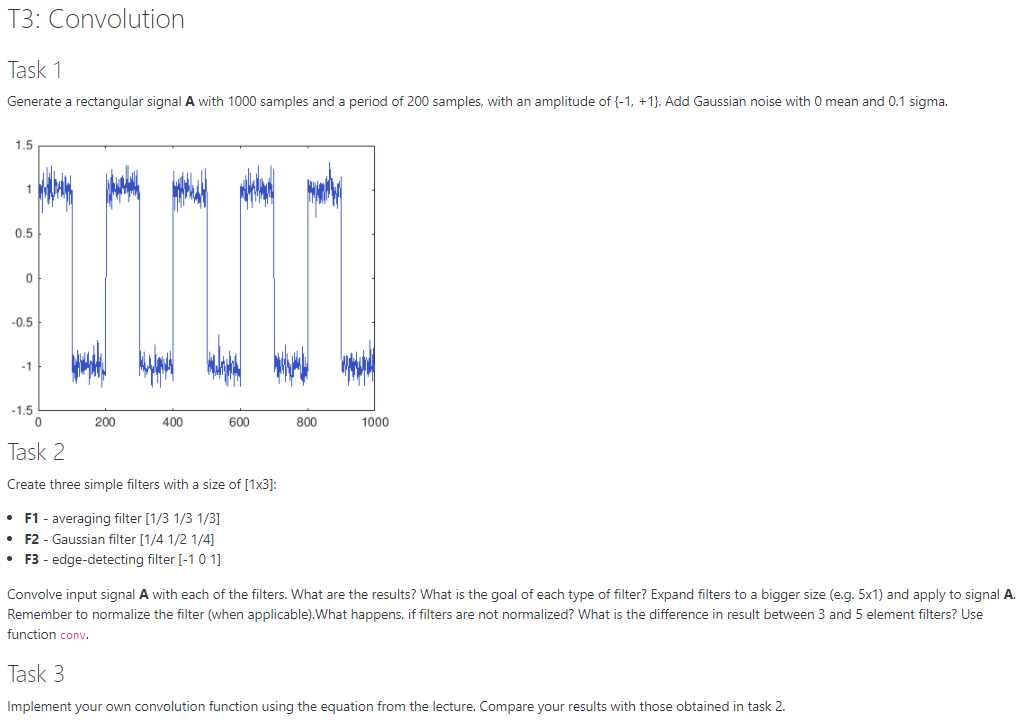 T3: Convolution
Task 1
Generate a rectangular signal A with 1000 samples and a period of 200 samples, with an amplitude of {-1, +1}. Add Gaussian noise with 0 mean and 0.1 sigma.
1.5
1
0.5
0
-0.5
-1
-1.5
0 200 400 600 800 1000
Task 2
Create three simple filters with a size of [1x3]:
• F1 - averaging filter [1/3 1/3 1/3]
• F2 - Gaussian filter [1/4 1/2 1/4]
• F3 - edge-detecting filter [-1 0 1]
Convolve input signal A with each of the filters. What are the results? What is the goal of each type of filter? Expand filters to a bigger size (e.g. 5x1) and apply to signal A.
Remember to normalize the filter (when applicable).What happens, if filters are not normalized? What is the difference in result between 3 and 5 element filters? Use
function conv.
Task 3
Implement your own convolution function using the equation from the lecture. Compare your results with those obtained in task 2.